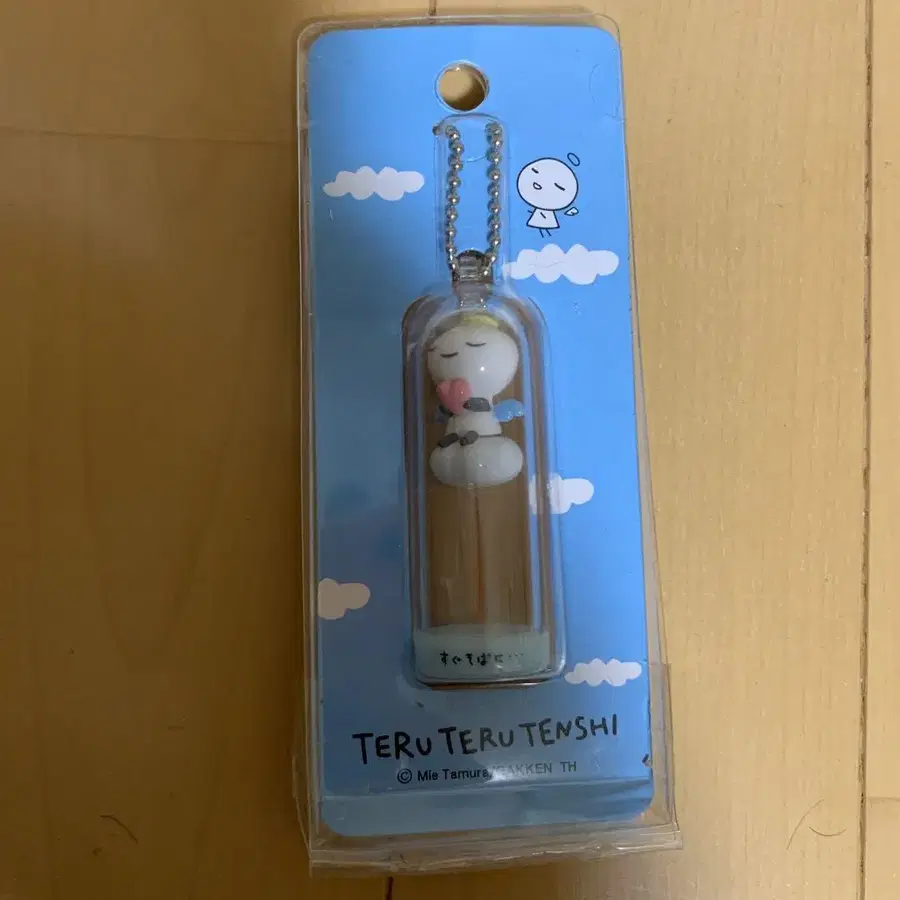 すぐそばに…
TERU TERU TENSHI
© Mie Tamura/GAKKEN TH